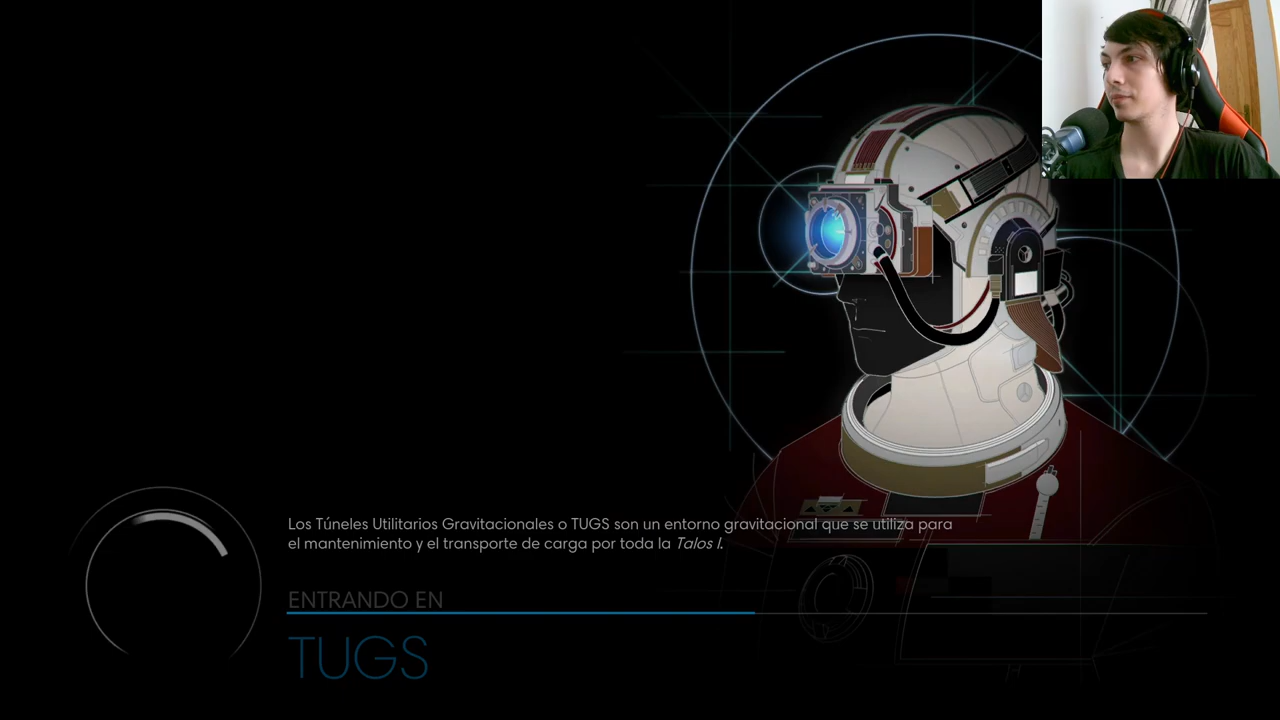 Los Túneles Utilitarios Gravitacionales o TUGS son un entorno gravitacional que se utiliza para
el mantenimiento y el transporte de carga por toda la Talos I.
ENTRANDO EN
TUGS